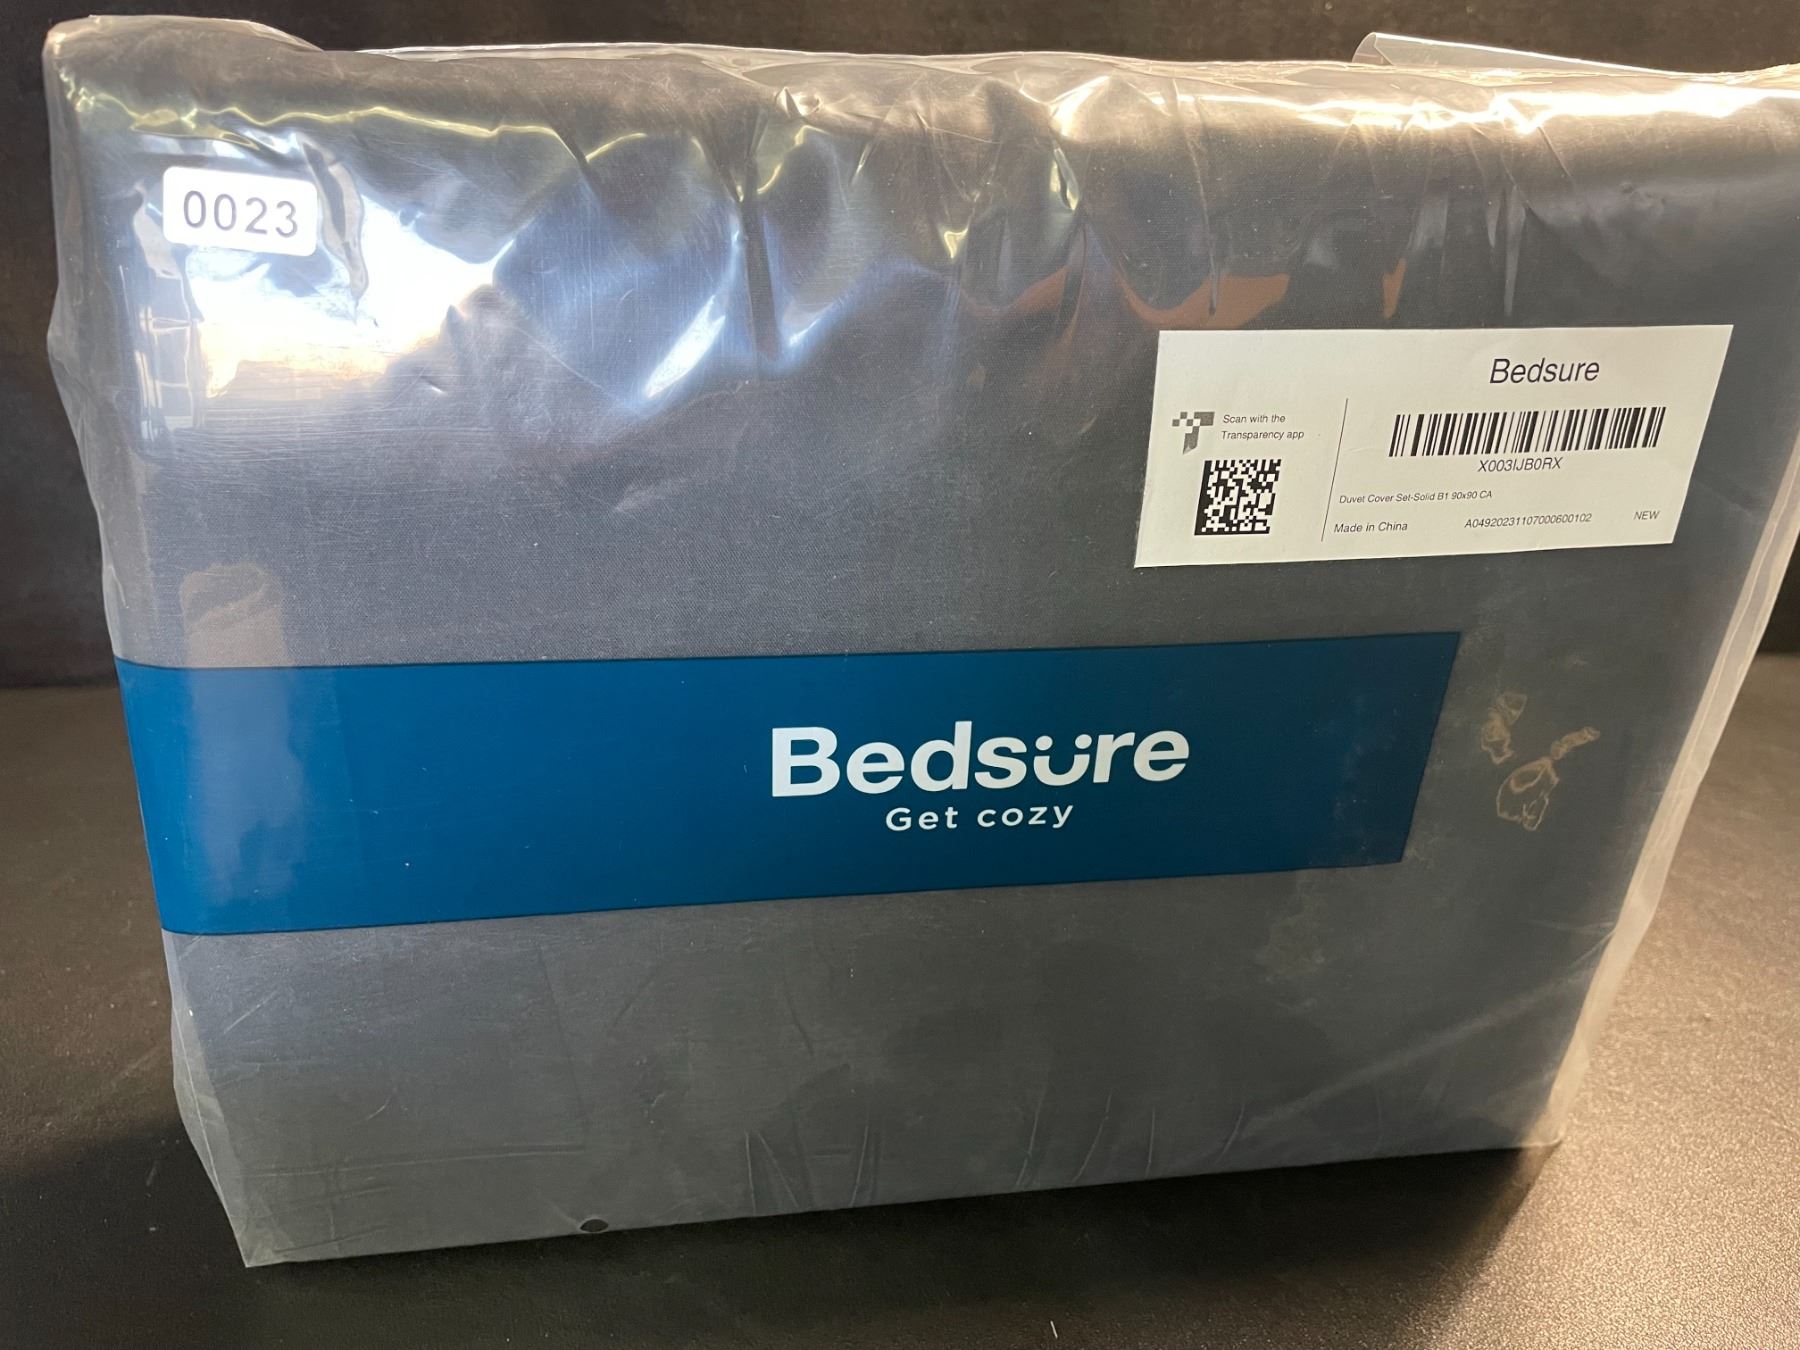 0023
Bedsure
Scan with the
Transparency app
X003IJB0RX
Duvet Cover Set-Solid B1 90x90 CA
Made in China A04920231107000600102 NEW
Bedsure
Get cozy